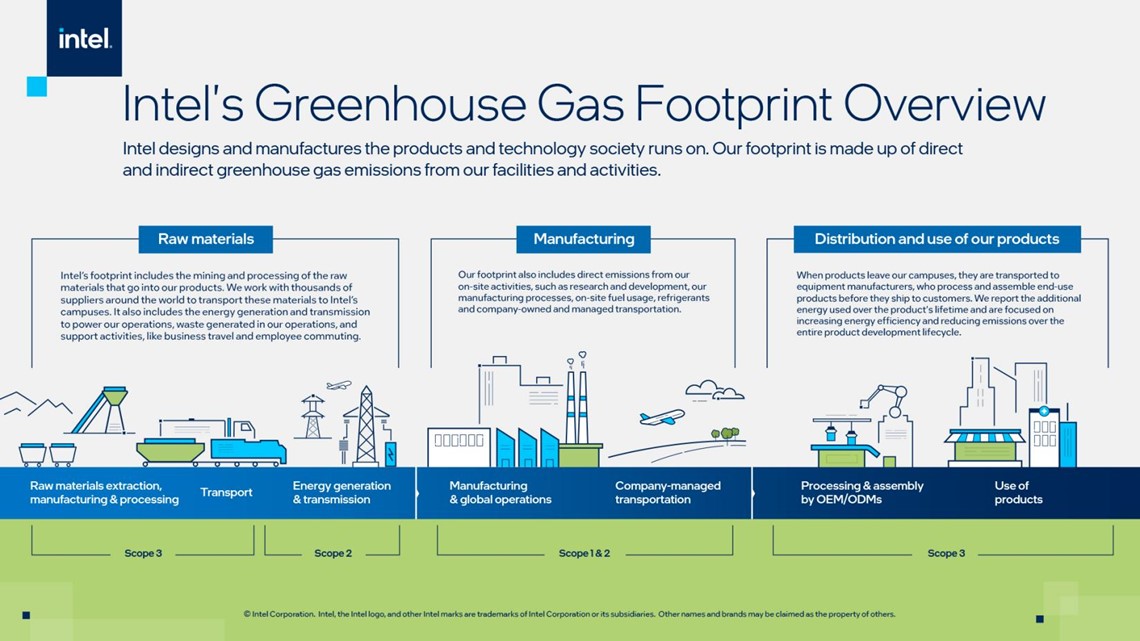 intel.
Intel's Greenhouse Gas Footprint Overview
Intel designs and manufactures the products and technology society runs on. Our footprint is made up of direct
and indirect greenhouse gas emissions from our facilities and activities.
Raw materials
Intel's footprint includes the mining and processing of the raw
materials that go into our products. We work with thousands of
suppliers around the world to transport these materials to Intel's
campuses. It also includes the energy generation and transmission
to power our operations, waste generated in our operations, and
support activities, like business travel and employee commuting.
Manufacturing
Our footprint also includes direct emissions from our
on-site activities, such as research and development, our
manufacturing processes, on-site fuel usage, refrigerants
and company-owned and managed transportation.
Distribution and use of our products
When products leave our campuses, they are transported to
equipment manufacturers, who process and assemble end-use
products before they ship to customers. We report the additional
energy used over the product's lifetime and are focused on
increasing energy efficiency and reducing emissions over the
entire product development lifecycle.
Raw materials extraction,
manufacturing & processing
Transport
Energy generation
& transmission
Manufacturing
& global operations
Company-managed
transportation
Processing & assembly
by OEM/ODMs
Use of
products
Scope 3
Scope 2
Scope 1 & 2
Scope 3
© Intel Corporation. Intel, the Intel logo, and other Intel marks are trademarks of Intel Corporation or its subsidiaries. Other names and brands may be claimed as the property of others.